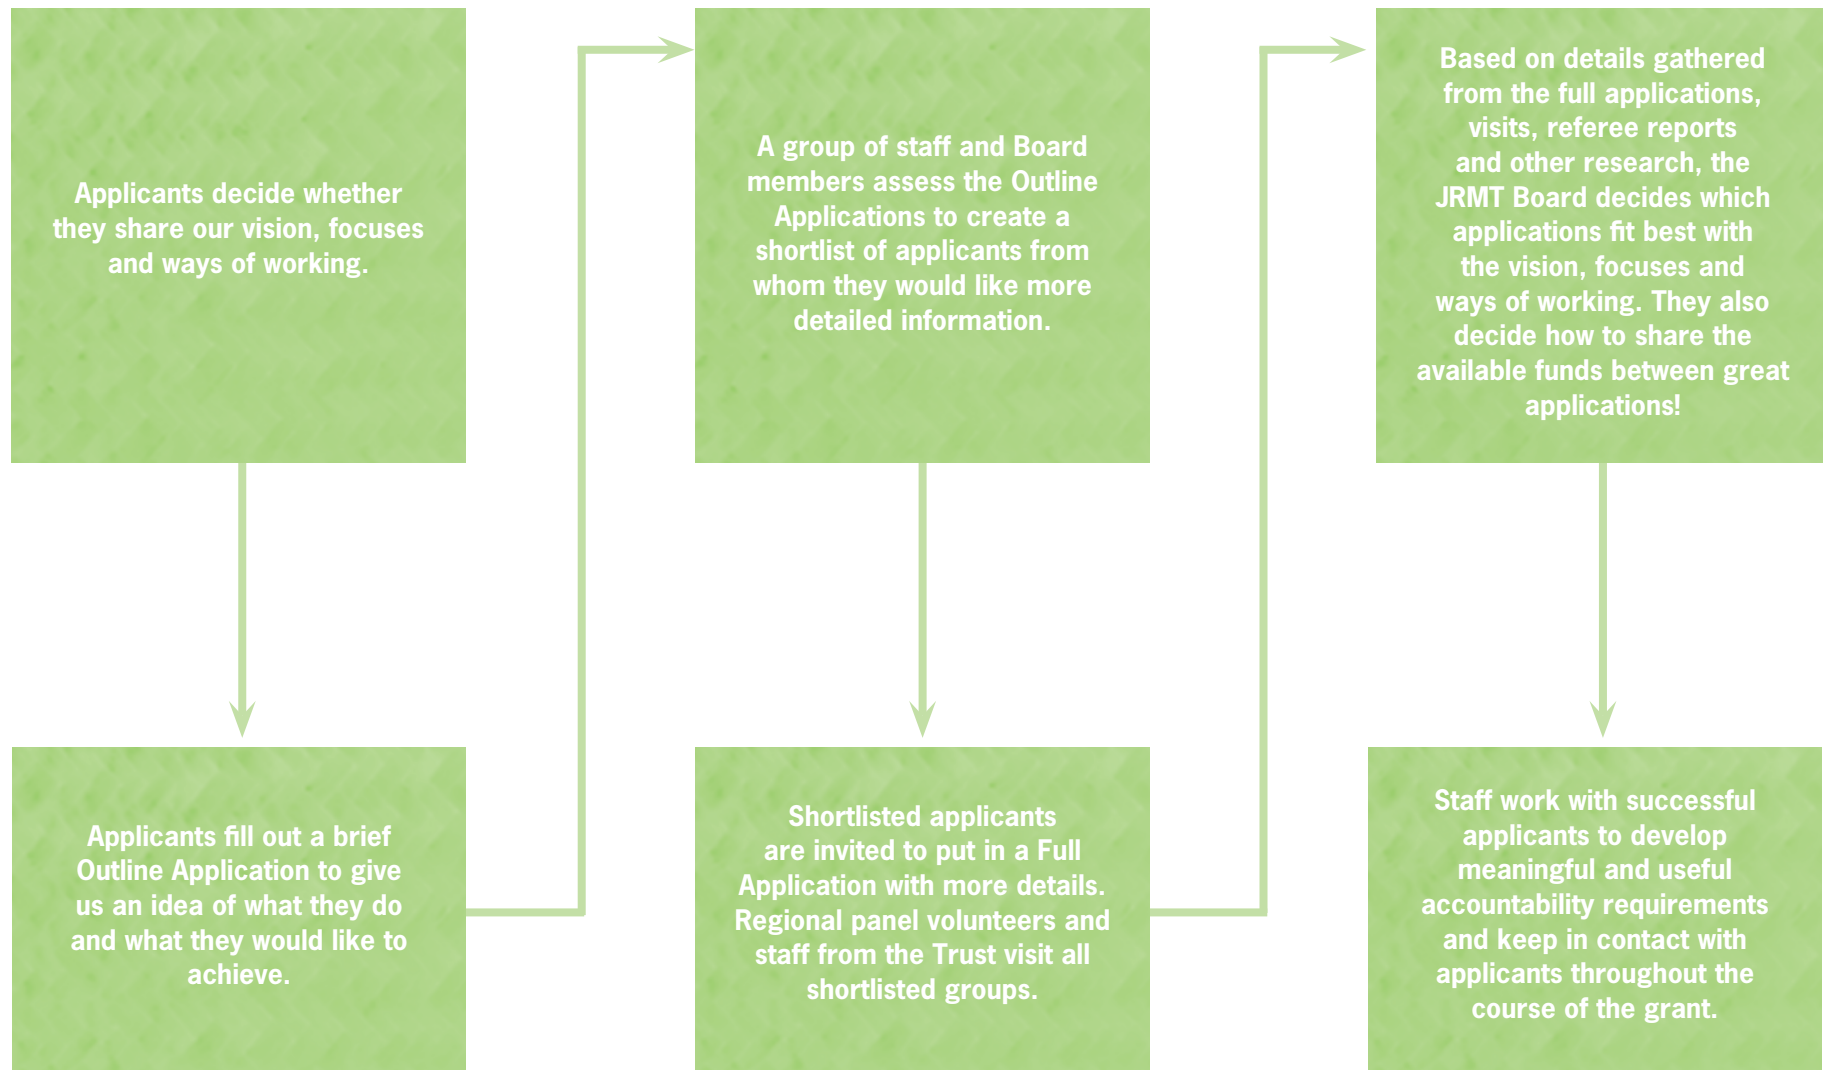 Applicants decide whether
they share our vision, focuses
and ways of working.
Applicants fill out a brief
Outline Application to give
us an idea of what they do
and what they would like to
achieve.
A group of staff and Board
members assess the Outline
Applications to create a
shortlist of applicants from
whom they would like more
detailed information.
Shortlisted applicants
are invited to put in a Full
Application with more details.
Regional panel volunteers and
staff from the Trust visit all
shortlisted groups.
Based on details gathered
from the full applications,
visits, referee reports
and other research, the
JRMT Board decides which
applications fit best with
the vision, focuses and
ways of working. They also
decide how to share the
available funds between great
applications!
Staff work with successful
applicants to develop
meaningful and useful
accountability requirements
and keep in contact with
applicants throughout the
course of the grant.